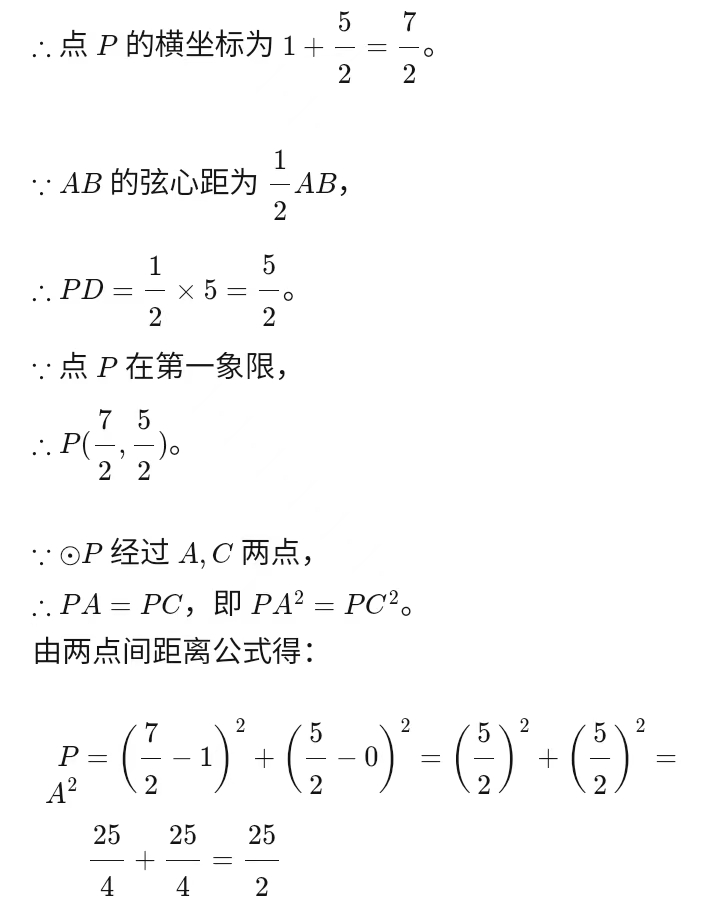 ∴ 点 P 的横坐标为 1 + 5/2 = 7/2。
∵ AB 的弦心距为 1/2 AB，
∴ PD = 1/2 × 5 = 5/2。
∵ 点 P 在第一象限，
∴ P(7/2, 5/2)。
∵ ⊙P 经过 A, C 两点，
∴ PA = PC，即 PA² = PC²。
由两点间距离公式得：
P = (7/2 − 1)² + (5/2 − 0)² = (5/2)² + (5/2)² =
A²
25/4 + 25/4 = 25/2